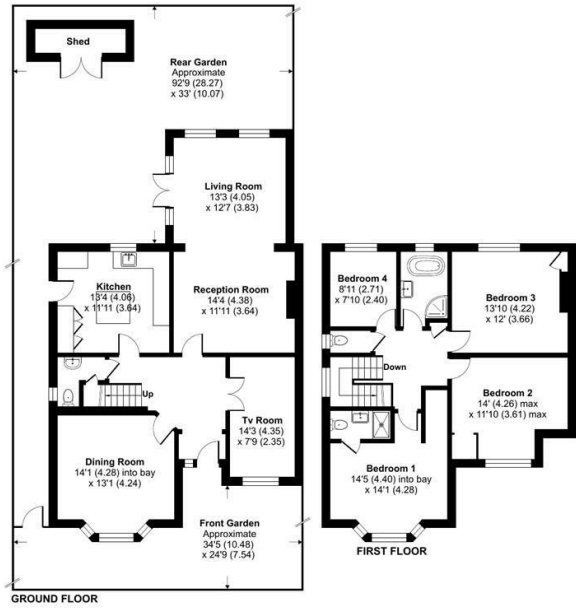 Shed
Rear Garden
Approximate
92'9 (28.27)
x 33' (10.07)
Living Room
13'3 (4.05)
x 12'7 (3.83)
Kitchen
13'4 (4.06)
x 11'11 (3.64)
Reception Room
14'4 (4.38)
x 11'11 (3.64)
Up
Tv Room
14'3 (4.35)
x 7'9 (2.35)
Dining Room
14'1 (4.28) into bay
x 13'1 (4.24)
Front Garden
Approximate
34'5 (10.48)
x 24'9 (7.54)
GROUND FLOOR
Bedroom 4
8'11 (2.71)
x 7'10 (2.40)
Bedroom 3
13'10 (4.22)
x 12' (3.66)
Down
Bedroom 2
14' (4.26) max
x 11'10 (3.61) max
Bedroom 1
14'5 (4.40) into bay
x 14'1 (4.28)
FIRST FLOOR